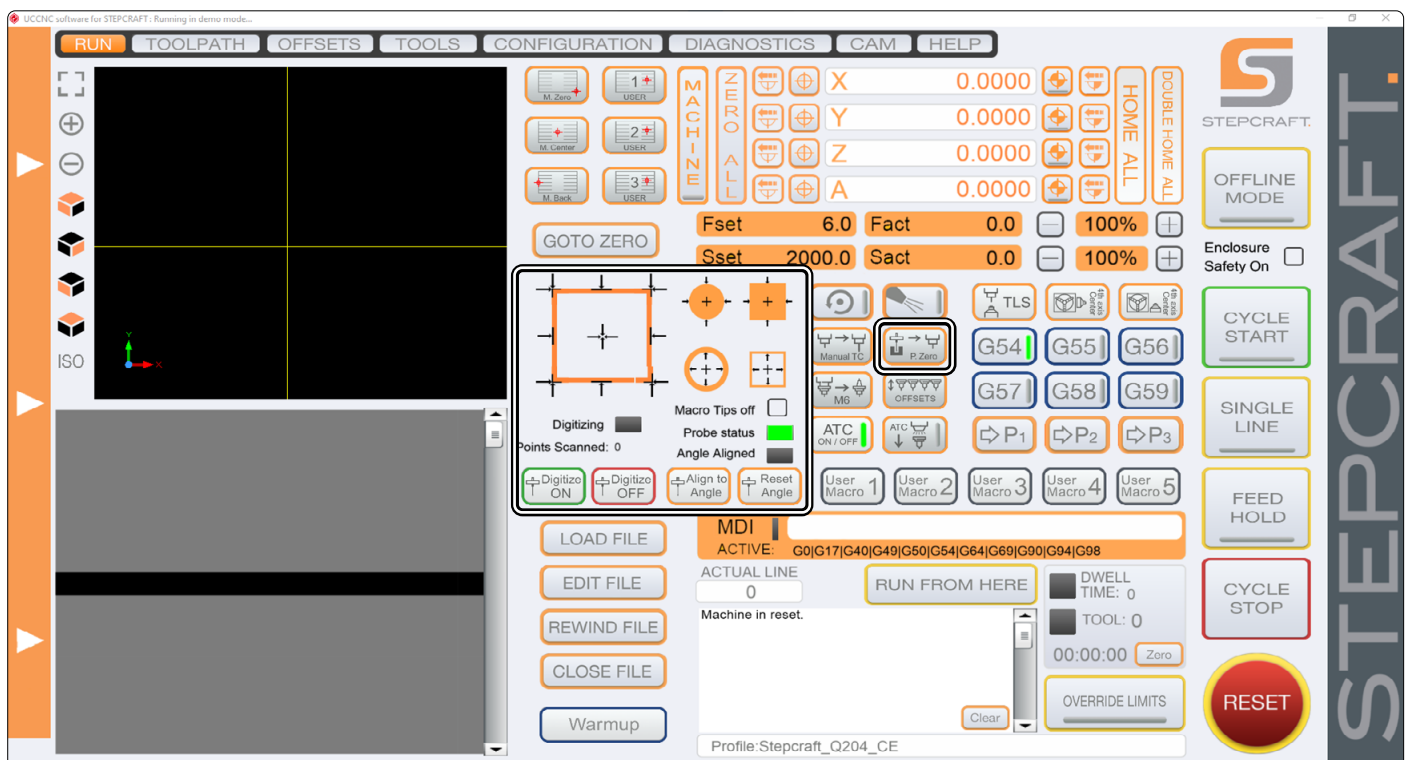 UCCNC software for STEPCRAFT : Running in demo mode...
RUN TOOLPATH OFFSETS TOOLS CONFIGURATION DIAGNOSTICS CAM HELP
M. Zero
1
USER
M. Center
2
USER
M. Back
3
USER
GOTO ZERO
MACHINE
ZERO ALL
X 0.0000
Y 0.0000
Z 0.0000
A 0.0000
HOME ALL
DOUBLE HOME ALL
Fset 6.0 Fact 0.0 100%
Sset 2000.0 Sact 0.0 100%
ISO
Y
X
Digitizing
Points Scanned: 0
Macro Tips off
Probe status
Angle Aligned
Digitize
ON
Digitize
OFF
Align to
Angle
Reset
Angle
TLS
4th axis
Center
4th axis
Center
Manual TC
P. Zero
G54 G55 G56
M6
OFFSETS
G57 G58 G59
ATC
ON / OFF
ATC
P1 P2 P3
User
Macro 1
User
Macro 2
User
Macro 3
User
Macro 4
User
Macro 5
MDI
ACTIVE: G0|G17|G40|G49|G50|G54|G64|G69|G90|G94|G98
LOAD FILE
EDIT FILE
REWIND FILE
CLOSE FILE
Warmup
ACTUAL LINE
0
RUN FROM HERE
DWELL
TIME: 0
TOOL: 0
00:00:00 Zero
Machine in reset.
Clear
OVERRIDE LIMITS
Profile:Stepcraft_Q204_CE
STEPCRAFT.
OFFLINE
MODE
Enclosure
Safety On
CYCLE
START
SINGLE
LINE
FEED
HOLD
CYCLE
STOP
RESET
STEPCRAFT.